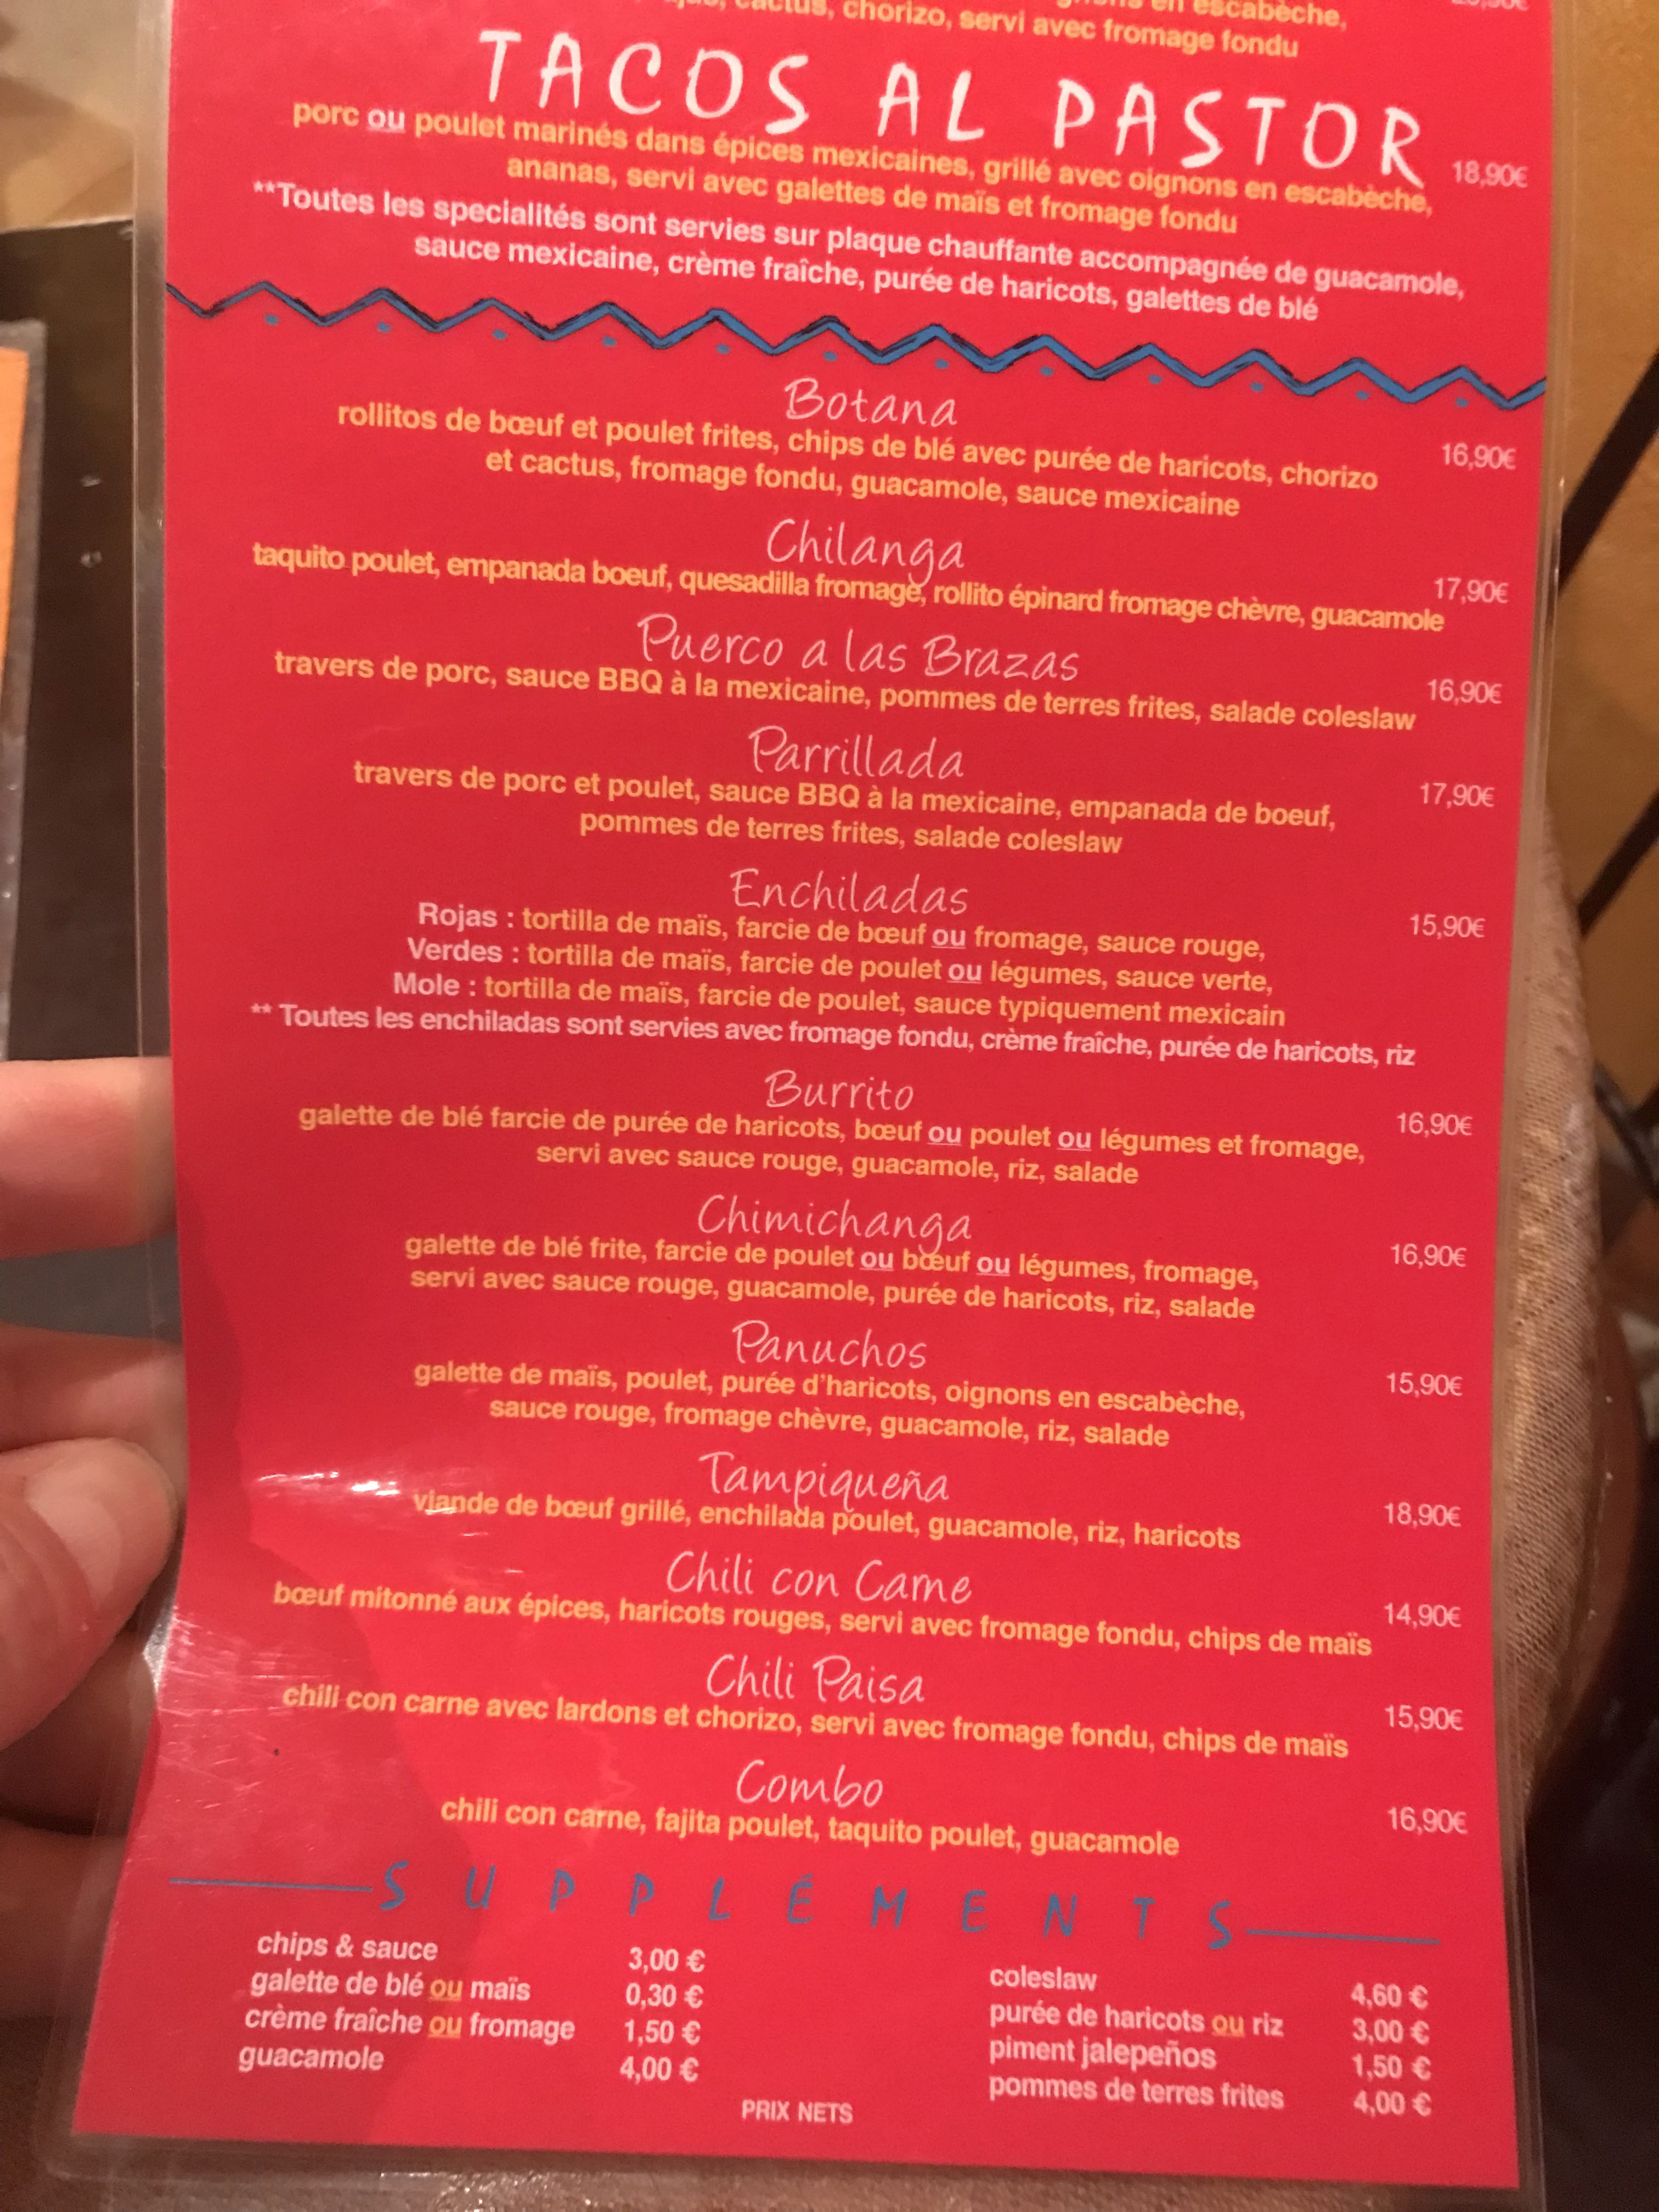 en escabèche,
cactus, chorizo, servi avec fromage fondu
TACOS AL PASTOR 18,90€
porc ou poulet marinés dans épices mexicaines, grillé avec oignons en escabèche,
ananas, servi avec galettes de maïs et fromage fondu
**Toutes les specialités sont servies sur plaque chauffante accompagnée de guacamole,
sauce mexicaine, crème fraîche, purée de haricots, galettes de blé
Botana 16,90€
rollitos de bœuf et poulet frites, chips de blé avec purée de haricots, chorizo
et cactus, fromage fondu, guacamole, sauce mexicaine
Chilanga 17,90€
taquito poulet, empanada boeuf, quesadilla fromage, rollito épinard fromage chèvre, guacamole
Puerco a las Brazas 16,90€
travers de porc, sauce BBQ à la mexicaine, pommes de terres frites, salade coleslaw
Parrillada 17,90€
travers de porc et poulet, sauce BBQ à la mexicaine, empanada de boeuf,
pommes de terres frites, salade coleslaw
Enchiladas 15,90€
Rojas : tortilla de maïs, farcie de bœuf ou fromage, sauce rouge,
Verdes : tortilla de maïs, farcie de poulet ou légumes, sauce verte,
Mole : tortilla de maïs, farcie de poulet, sauce typiquement mexicain
** Toutes les enchiladas sont servies avec fromage fondu, crème fraîche, purée de haricots, riz
Burrito 16,90€
galette de blé farcie de purée de haricots, bœuf ou poulet ou légumes et fromage,
servi avec sauce rouge, guacamole, riz, salade
Chimichanga 16,90€
galette de blé frite, farcie de poulet ou bœuf ou légumes, fromage,
servi avec sauce rouge, guacamole, purée de haricots, riz, salade
Panuchos 15,90€
galette de maïs, poulet, purée d'haricots, oignons en escabèche,
sauce rouge, fromage chèvre, guacamole, riz, salade
Tampiqueña 18,90€
viande de bœuf grillé, enchilada poulet, guacamole, riz, haricots
Chili con Carne 14,90€
bœuf mitonné aux épices, haricots rouges, servi avec fromage fondu, chips de maïs
Chili Paisa 15,90€
chili con carne avec lardons et chorizo, servi avec fromage fondu, chips de maïs
Combo 16,90€
chili con carne, fajita poulet, taquito poulet, guacamole
SUPPLÉMENTS
chips & sauce 3,00 €
galette de blé ou maïs 0,30 €
crème fraîche ou fromage 1,50 €
guacamole 4,00 €
coleslaw 4,60 €
purée de haricots ou riz 3,00 €
piment jalepeños 1,50 €
pommes de terres frites 4,00 €
PRIX NETS